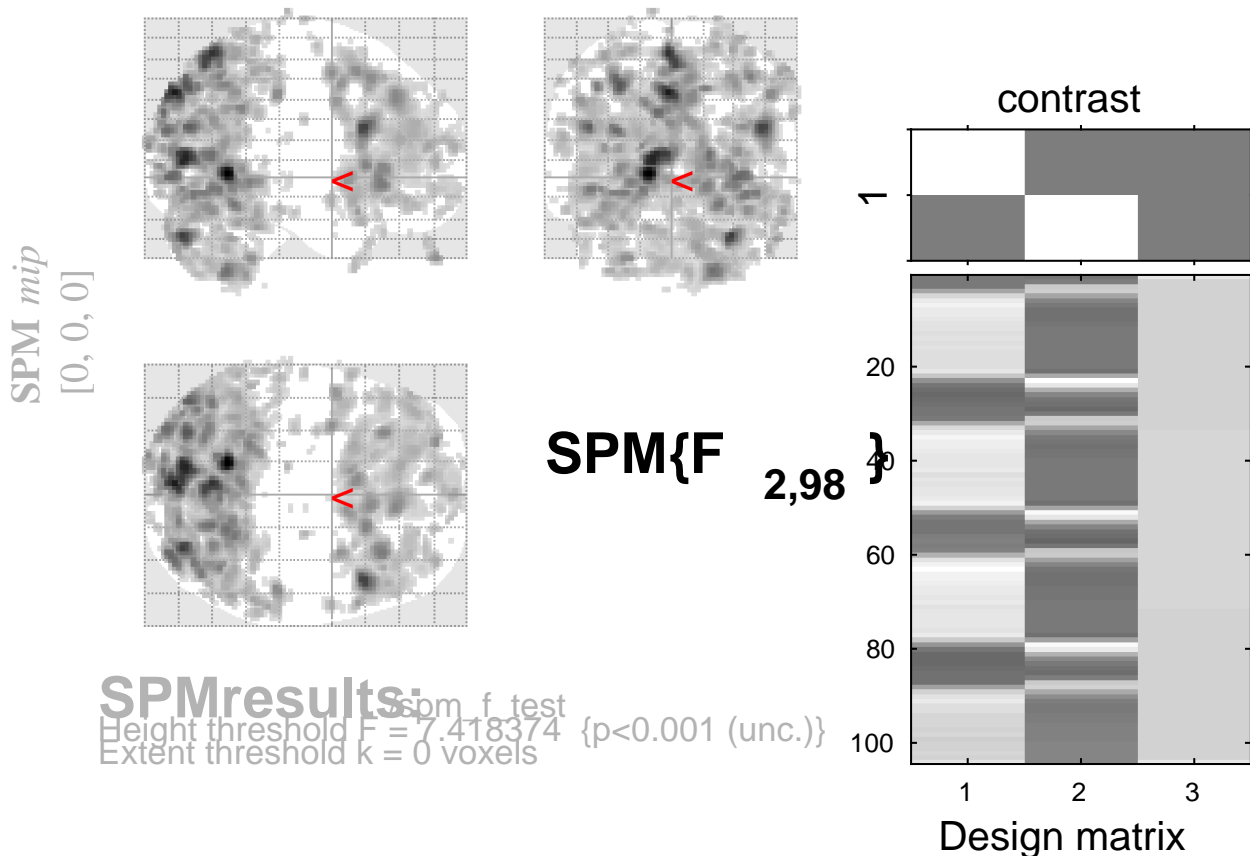 SPM mip
[0, 0, 0]
<
<
<
SPM{F 2,98 }
contrast
1
20
40
60
80
100
1 2 3
Design matrix
SPMresults: ./spm_f_test
Height threshold F = 7.418374 {p<0.001 (unc.)}
Extent threshold k = 0 voxels